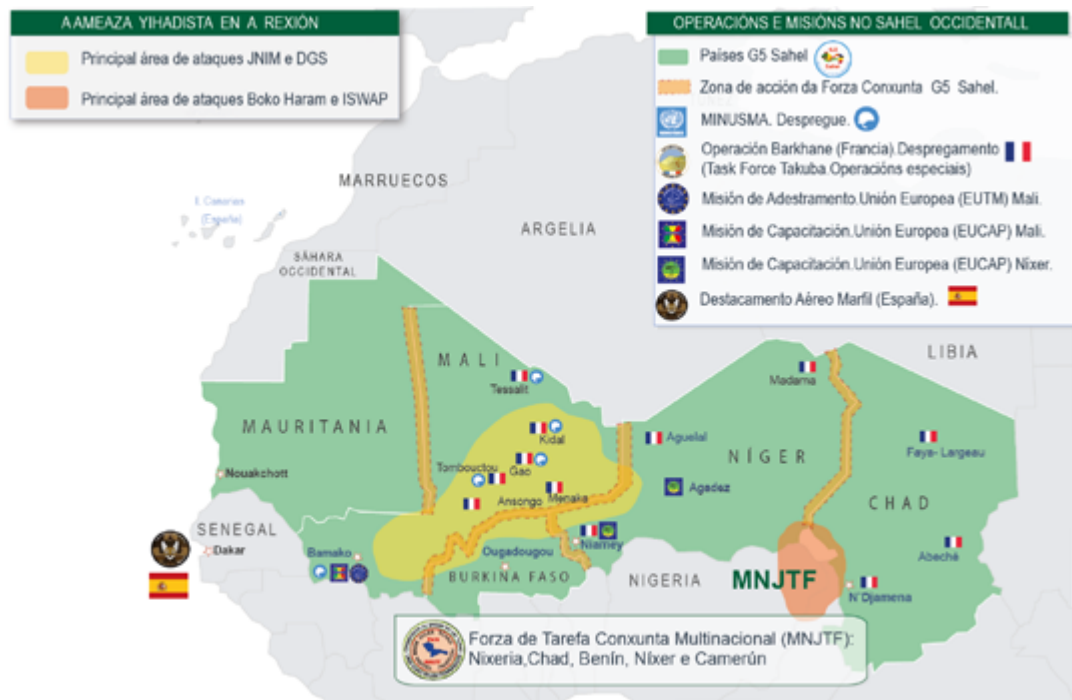 A AMEAZA YIHADISTA EN A REXIÓN
Principal área de ataques JNIM e DGS
Principal área de ataques Boko Haram e ISWAP
OPERACIÓNS E MISIÓNS NO SAHEL OCCIDENTALL
Países G5 Sahel
Zona de acción da Forza Conxunta G5 Sahel.
MINUSMA. Despregue.
Operación Barkhane (Francia).Despregamento
(Task Force Takuba.Operacións especiais)
Misión de Adestramento.Unión Europea (EUTM) Mali.
Misión de Capacitación.Unión Europea (EUCAP) Mali.
Misión de Capacitación.Unión Europea (EUCAP) Níxer.
Destacamento Aéreo Marfil (España).
MARRUECOS
I. Canarias
(España)
ARGELIA
SÁHARA
OCCIDENTAL
LIBIA
MALI
Tessalit
Madama
MAURITANIA
Kidal
Aguelal
NÍGER
Faya- Largeau
Tombouctou
Gao
Nouakchott
Ansongo
Menaka
Agadez
CHAD
SENEGAL
Dakar
Bamako
Ougadougou
Niamey
Abeché
BURKINA FASO
NIGERIA
MNJTF
N'Djamena
Forza de Tarefa Conxunta Multinacional (MNJTF):
Nixeria,Chad, Benín, Níxer e Camerún